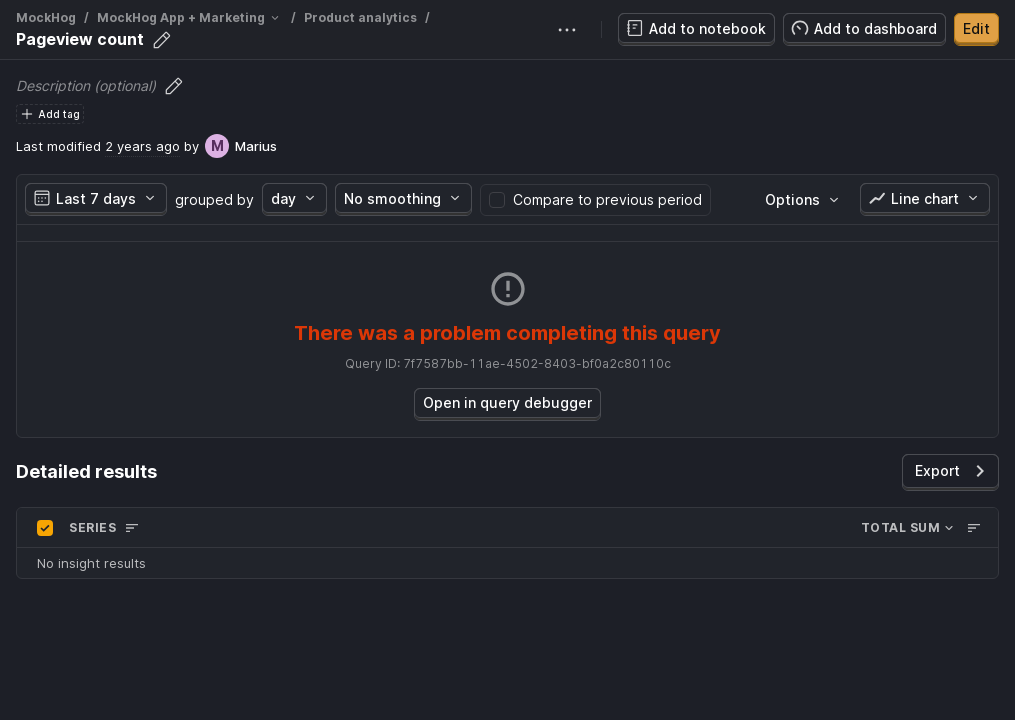 MockHog / MockHog App + Marketing / Product analytics /
Pageview count
Add to notebook
Add to dashboard
Edit
Description (optional)
Add tag
Last modified 2 years ago by M Marius
Last 7 days grouped by day No smoothing Compare to previous period Options Line chart
There was a problem completing this query
Query ID: 7f7587bb-11ae-4502-8403-bf0a2c80110c
Open in query debugger
Detailed results
Export
SERIES TOTAL SUM
No insight results